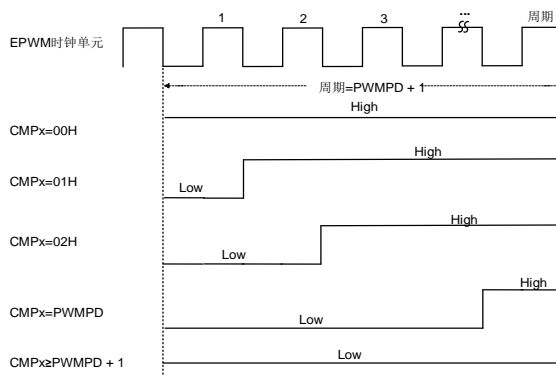 1 2 3 ... 周期
EPWM时钟单元
周期=PWMPD + 1
High
CMPx=00H
High
CMPx=01H
Low
High
CMPx=02H
Low
High
CMPx=PWMPD
Low
Low
CMPx≥PWMPD + 1